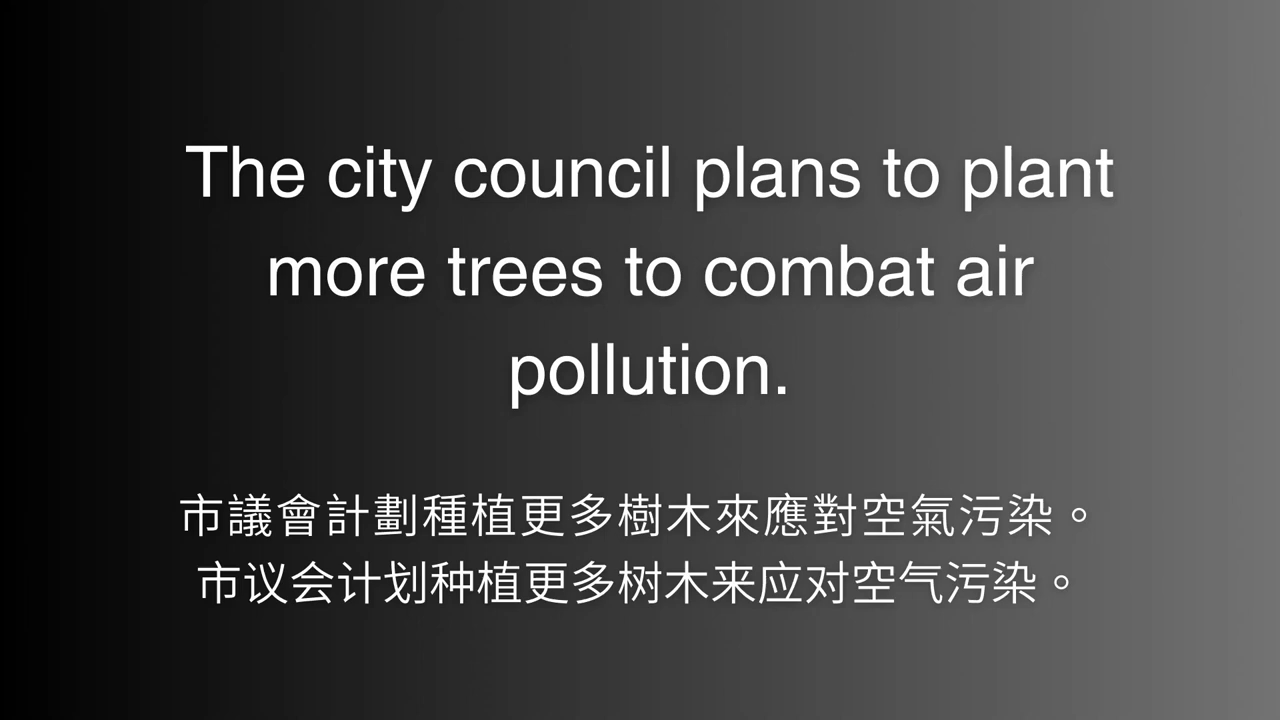 The city council plans to plant
more trees to combat air
pollution.
市議會計劃種植更多樹木來應對空氣污染。
市议会计划种植更多树木来应对空气污染。